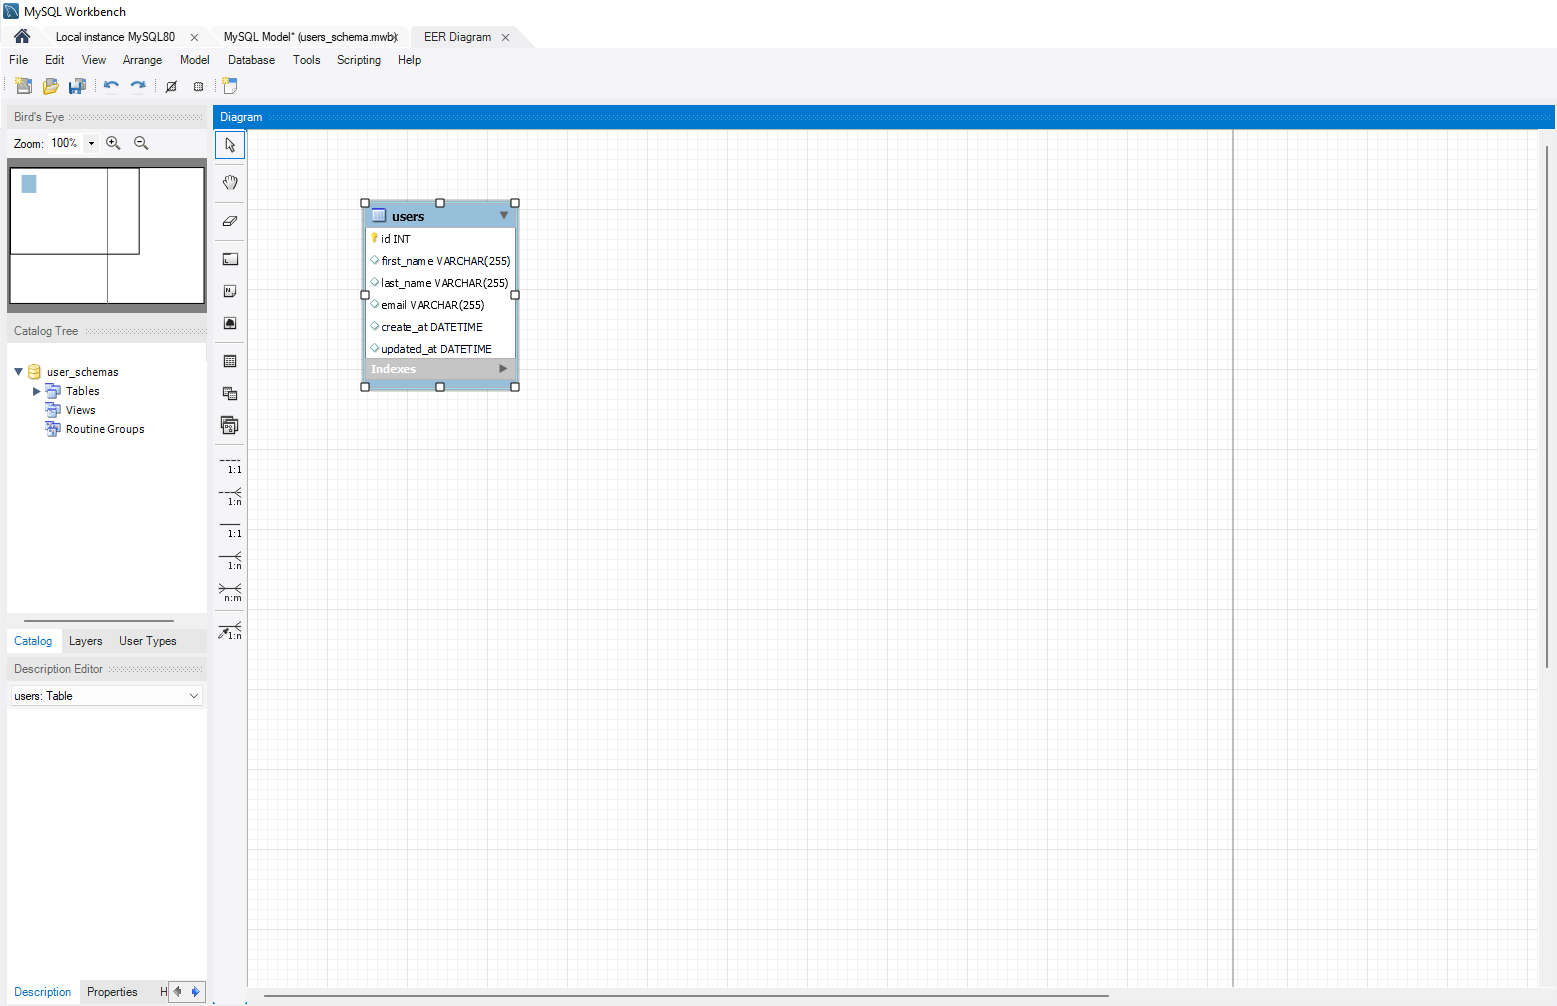 MySQL Workbench
Local instance MySQL80
MySQL Model* (users_schema.mwb)
EER Diagram
File Edit View Arrange Model Database Tools Scripting Help
Bird's Eye
Zoom: 100%
Catalog Tree
user_schemas
Tables
Views
Routine Groups
Catalog Layers User Types
Description Editor
users: Table
Description Properties H
Diagram
N
1:1
1:n
1:1
1:n
n:m
1:n
users
id INT
first_name VARCHAR(255)
last_name VARCHAR(255)
email VARCHAR(255)
create_at DATETIME
updated_at DATETIME
Indexes